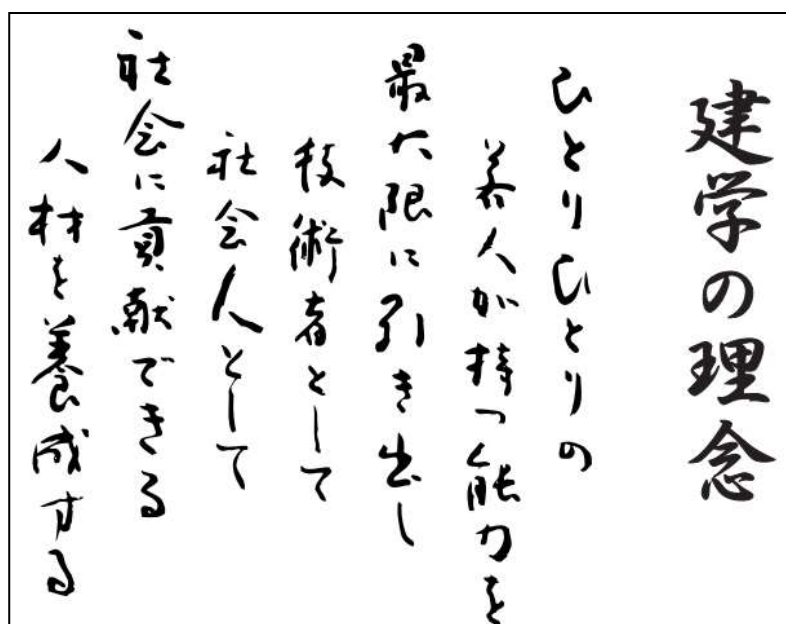 建学の理念
ひとりひとりの
若人が持つ能力を
最大限に引き出し
技術者として
社会人として
社会に貢献できる
人材を養成する